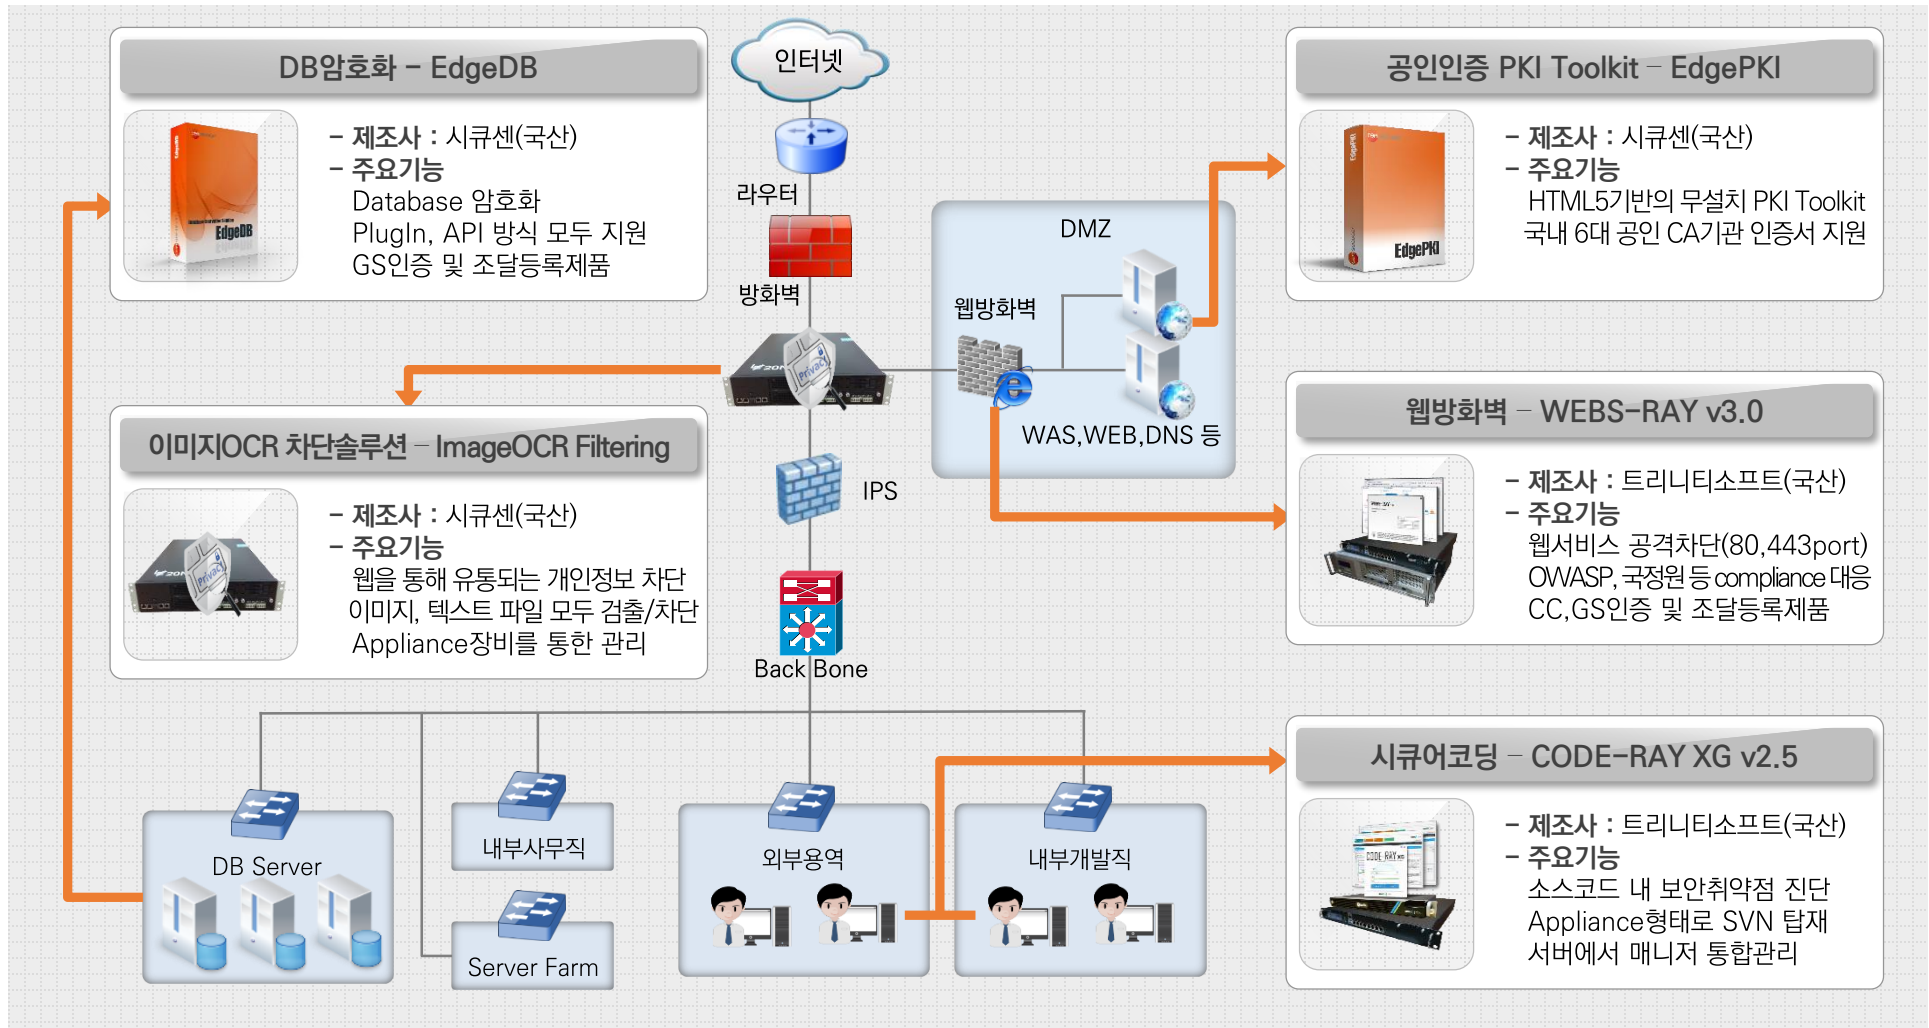 DB암호화 - EdgeDB
EdgeDB
EdgeDB
- 제조사 : 시큐센(국산)
- 주요기능
Database 암호화
PlugIn, API 방식 모두 지원
GS인증 및 조달등록제품
이미지OCR 차단솔루션 - ImageOCR Filtering
Privacy
- 제조사 : 시큐센(국산)
- 주요기능
웹을 통해 유통되는 개인정보 차단
이미지, 텍스트 파일 모두 검출/차단
Appliance장비를 통한 관리
인터넷
라우터
방화벽
Privacy
IPS
Back Bone
DMZ
웹방화벽
WAS,WEB,DNS 등
DB Server
내부사무직
Server Farm
외부용역
내부개발직
공인인증 PKI Toolkit - EdgePKI
EdgePKI
EdgePKI
- 제조사 : 시큐센(국산)
- 주요기능
HTML5기반의 무설치 PKI Toolkit
국내 6대 공인 CA기관 인증서 지원
웹방화벽 - WEBS-RAY v3.0
- 제조사 : 트리니티소프트(국산)
- 주요기능
웹서비스 공격차단(80,443port)
OWASP, 국정원 등 compliance 대응
CC,GS인증 및 조달등록제품
시큐어코딩 - CODE-RAY XG v2.5
CODE-RAY XG
- 제조사 : 트리니티소프트(국산)
- 주요기능
소스코드 내 보안취약점 진단
Appliance형태로 SVN 탑재
서버에서 매니저 통합관리